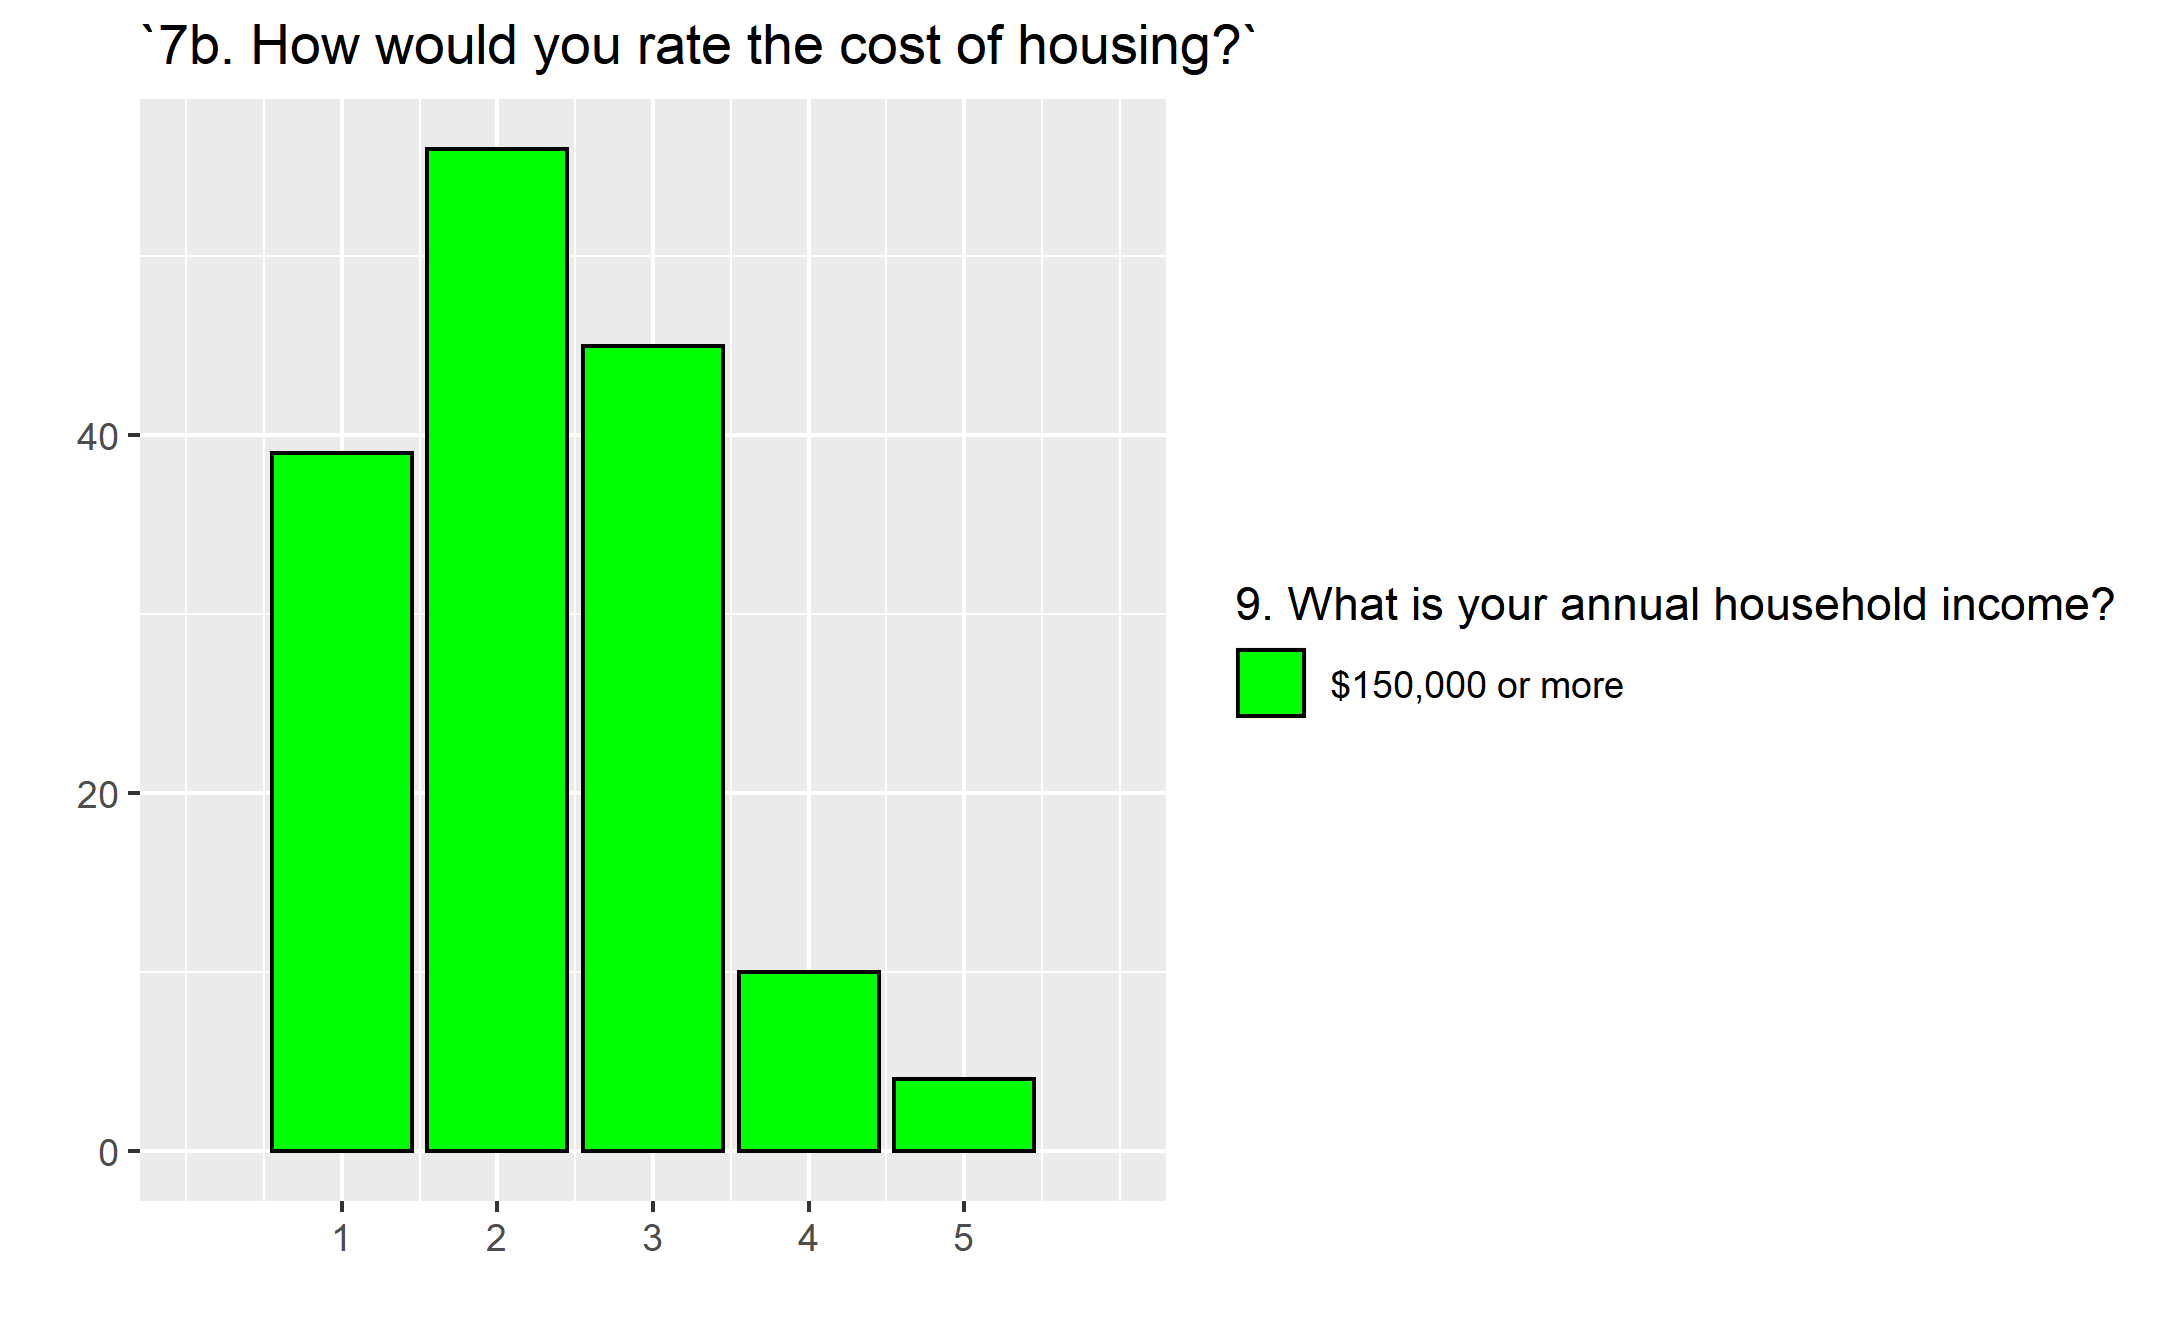 `7b. How would you rate the cost of housing?`
40
20
0
1 2 3 4 5
9. What is your annual household income?
$150,000 or more